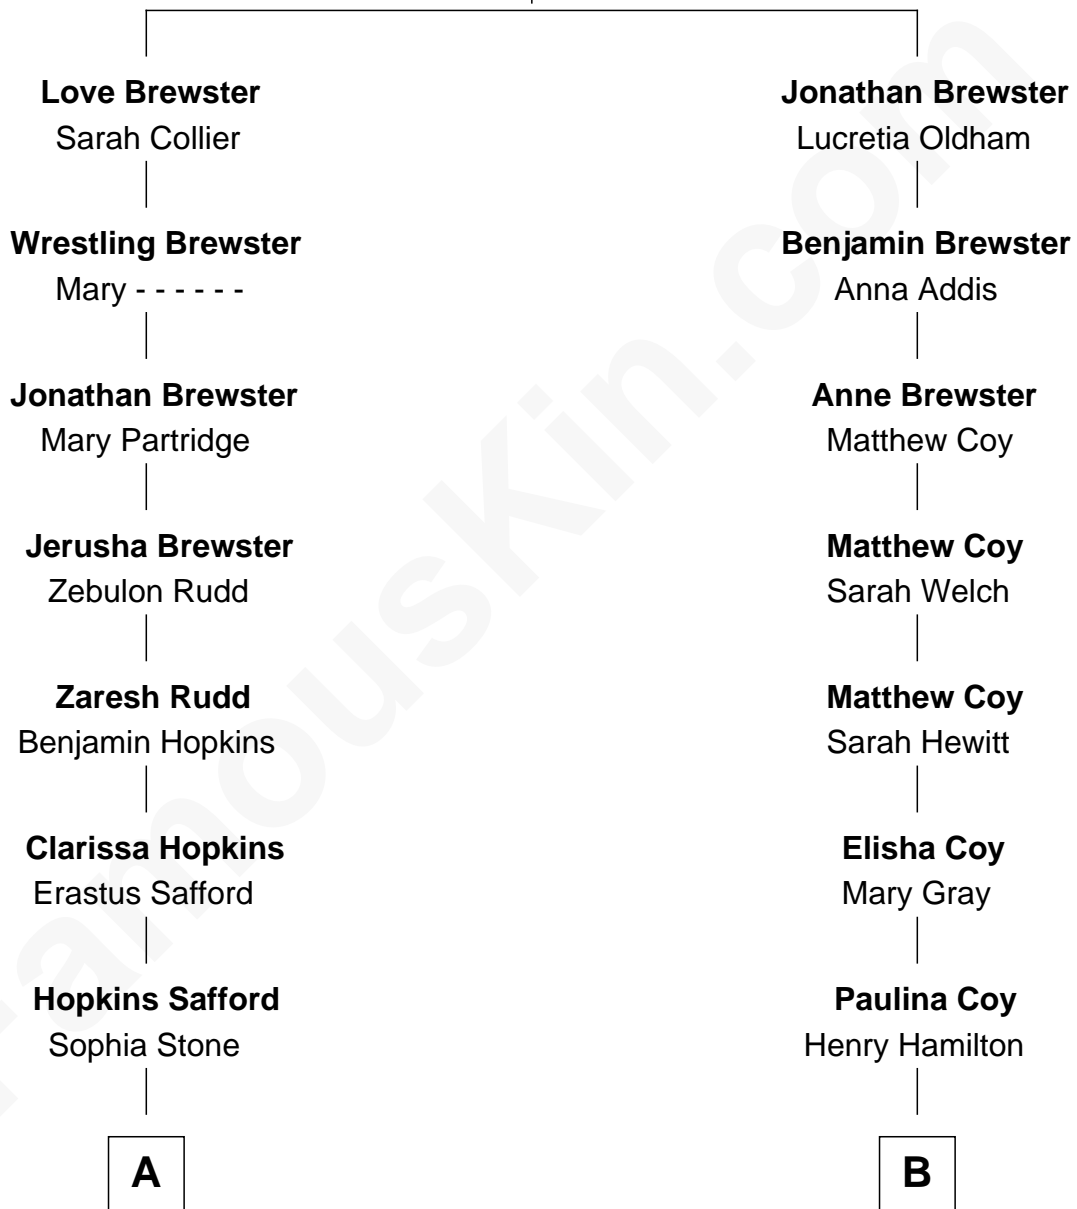 Love Brewster
Sarah Collier
Wrestling Brewster
Mary - - - - - -
Jonathan Brewster
Mary Partridge
Jerusha Brewster
Zebulon Rudd
Zaresh Rudd
Benjamin Hopkins
Clarissa Hopkins
Erastus Safford
Hopkins Safford
Sophia Stone
A
Jonathan Brewster
Lucretia Oldham
Benjamin Brewster
Anna Addis
Anne Brewster
Matthew Coy
Matthew Coy
Sarah Welch
Matthew Coy
Sarah Hewitt
Elisha Coy
Mary Gray
Paulina Coy
Henry Hamilton
B
FamousKin.com